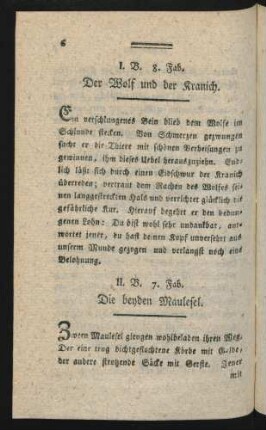 6
I. B. 8. Fab.
Der Wolf und der Kranich.
Ein verschlungenes Bein blieb dem Wolfe im
Schlunde stecken. Von Schmerzen gezwungen
sucht er die Thiere mit schönen Verheisungen zu
gewinnen, ihm dieses Uebel herauszuziehn. End-
lich läßt sich durch einen Eidschwur der Kranich
überreden; vertraut dem Rachen des Wolfes sei-
nen langgestreckten Hals und verrichtet glücklich die
gefährliche Kur. Hierauf begehrt er den bedun-
genen Lohn: Du bist wohl sehr undankbar, ant-
wortet jener, du hast deinen Kopf unversehrt aus
unserm Munde gezogen und verlangst noch eine
Belohnung.
II. B. 7. Fab.
Die beyden Maulesel.
Zween Maulesel giengen wohlbeladen ihren Weg.
Der eine trug dichtgeflochtene Körbe mit Gelde,
der andere strotzende Säcke mit Gerste. Jener
mit